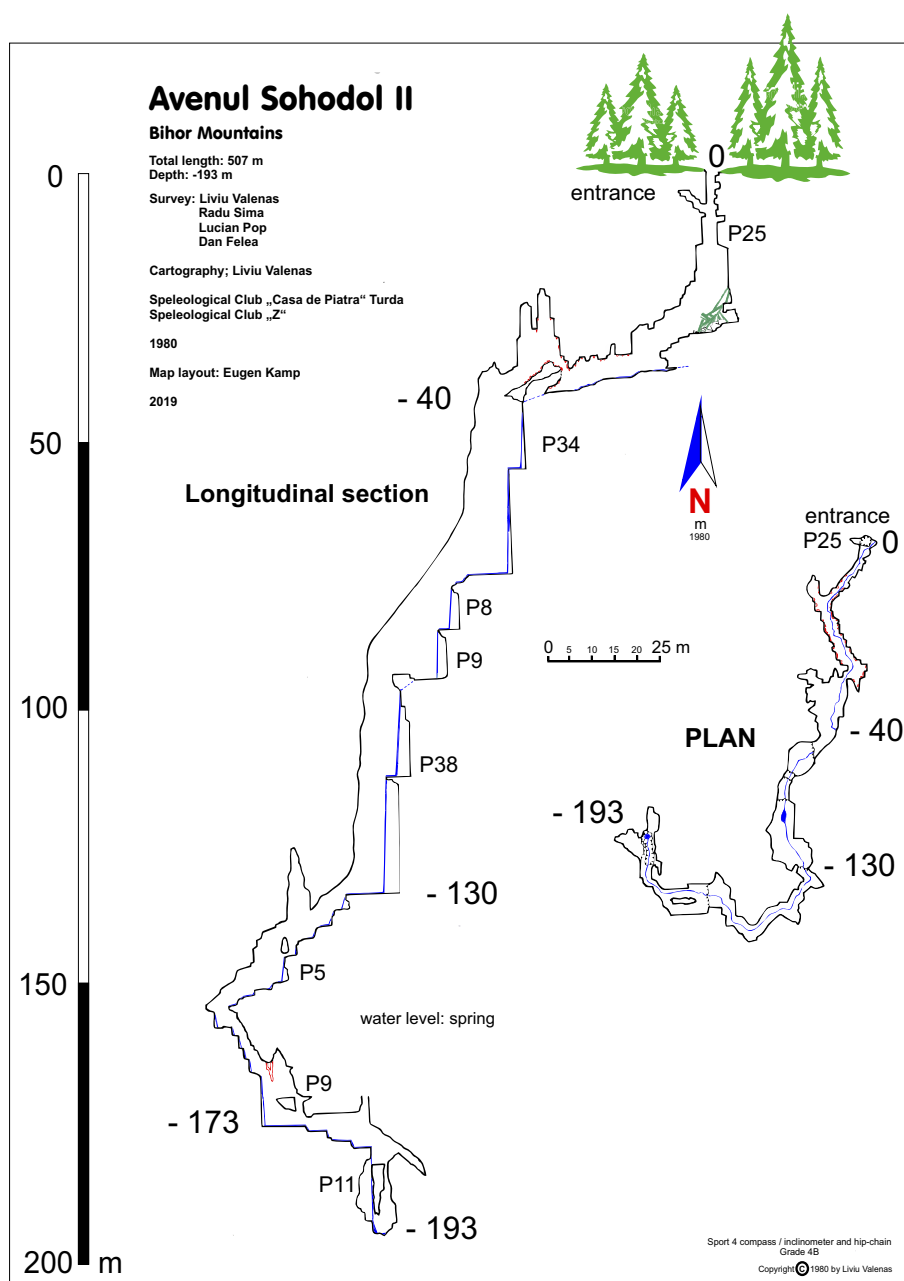 Avenul Sohodol II
Bihor Mountains
Total length: 507 m
Depth: -193 m
Survey: Liviu Valenas
Radu Sima
Lucian Pop
Dan Felea
Cartography; Liviu Valenas
Speleological Club „Casa de Piatra“ Turda
Speleological Club „Z“
1980
Map layout: Eugen Kamp
2019
0
50
100
150
200 m
Longitudinal section
0
entrance
P25
- 40
P34
P8
P9
P38
- 130
P5
water level: spring
P9
- 173
P11
- 193
N
m
1980
0 5 10 15 20 25 m
PLAN
entrance
P25 0
- 40
- 130
- 193
Sport 4 compass / inclinometer and hip-chain
Grade 4B
Copyright © 1980 by Liviu Valenas